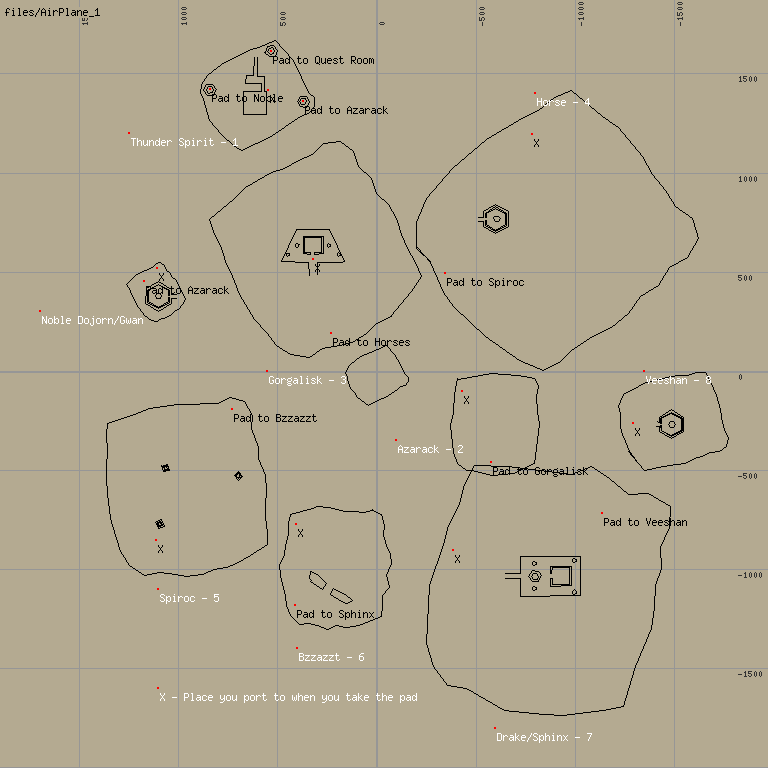 files/AirPlane_1
1000
500
0
-500
-1000
-1500
Pad to Quest Room
1500
Pad to Noble
X
Pad to Azarack
Horse - 4
Thunder Spirit - 1
X
1000
X
X
500
Pad to Azarack
Pad to Spiroc
Noble Dojorn/Gwan
Pad to Horses
Gorgalisk - 3
Veeshan - 8
0
X
Pad to Bzzazzt
X
Azarack - 2
Pad to Gorgalisk
-500
Pad to Veeshan
X
X
X
-1000
Spiroc - 5
Pad to Sphinx
Bzzazzt - 6
-1500
X - Place you port to when you take the pad
Drake/Sphinx - 7